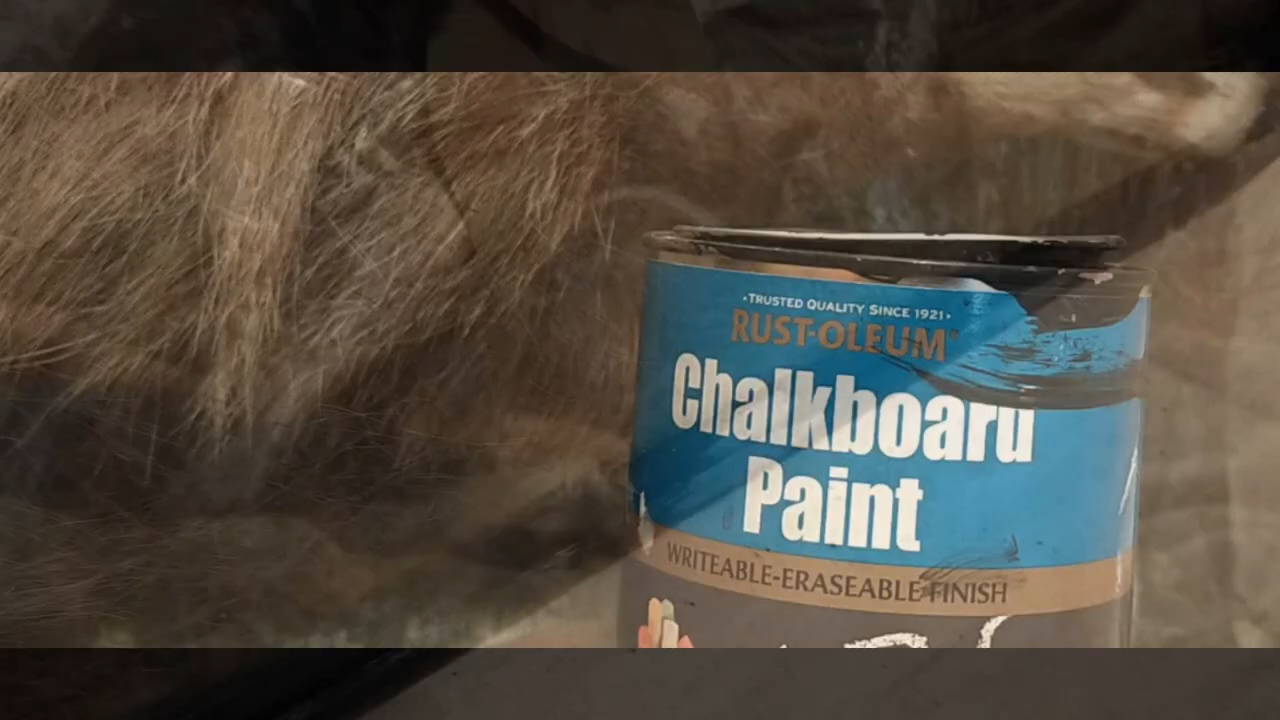 •TRUSTED QUALITY SINCE 1921•
RUST-OLEUM®
Chalkboard
Paint
WRITEABLE-ERASEABLE FINISH